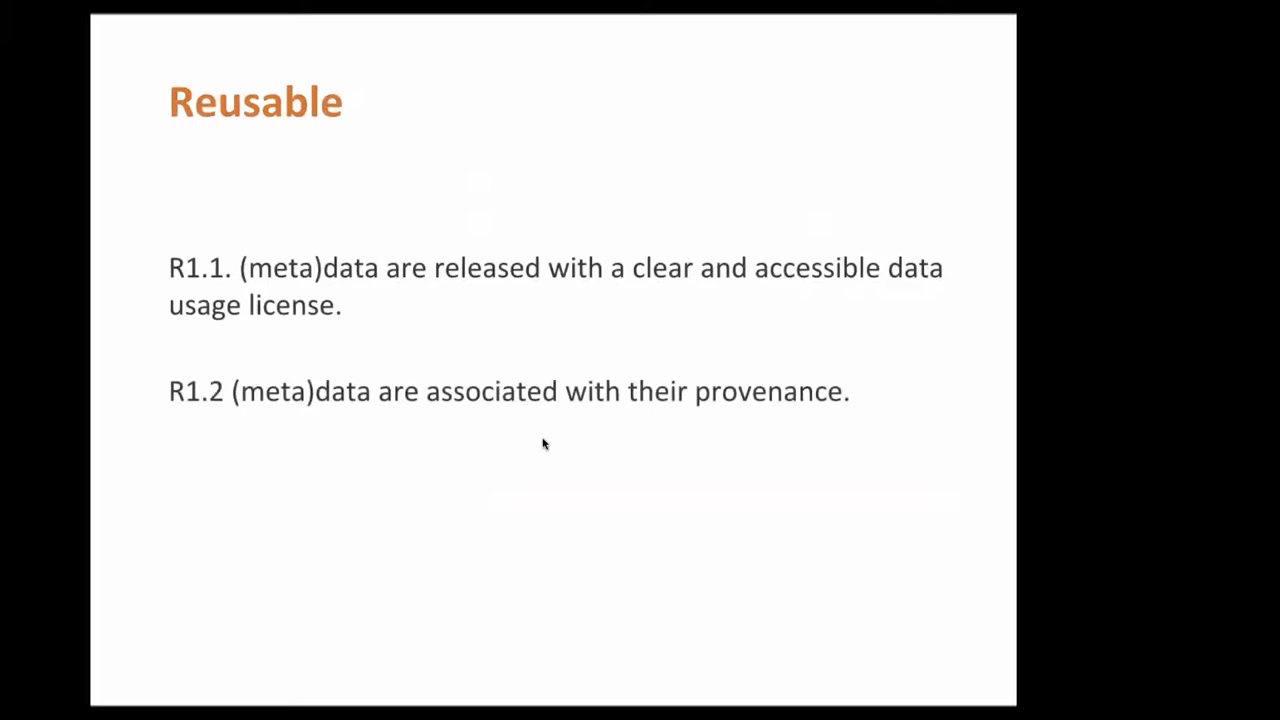 Reusable
R1.1. (meta)data are released with a clear and accessible data
usage license.
R1.2 (meta)data are associated with their provenance.